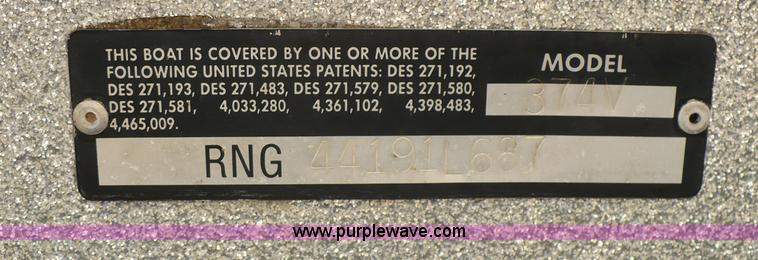 THIS BOAT IS COVERED BY ONE OR MORE OF THE
FOLLOWING UNITED STATES PATENTS: DES 271,192,
DES 271,193, DES 271,483, DES 271,579, DES 271,580,
DES 271,581, 4,033,280, 4,361,102, 4,398,483,
4,465,009.
MODEL
374V
RNG 44191L687
www.purplewave.com